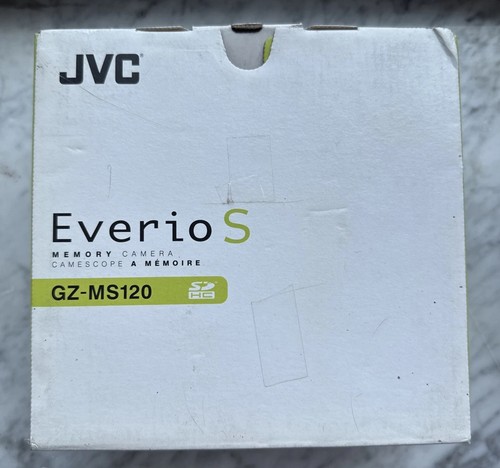 JVC
Everio S
MEMORY CAMERA
CAMESCOPE A MÉMOIRE
GZ-MS120 SD HC